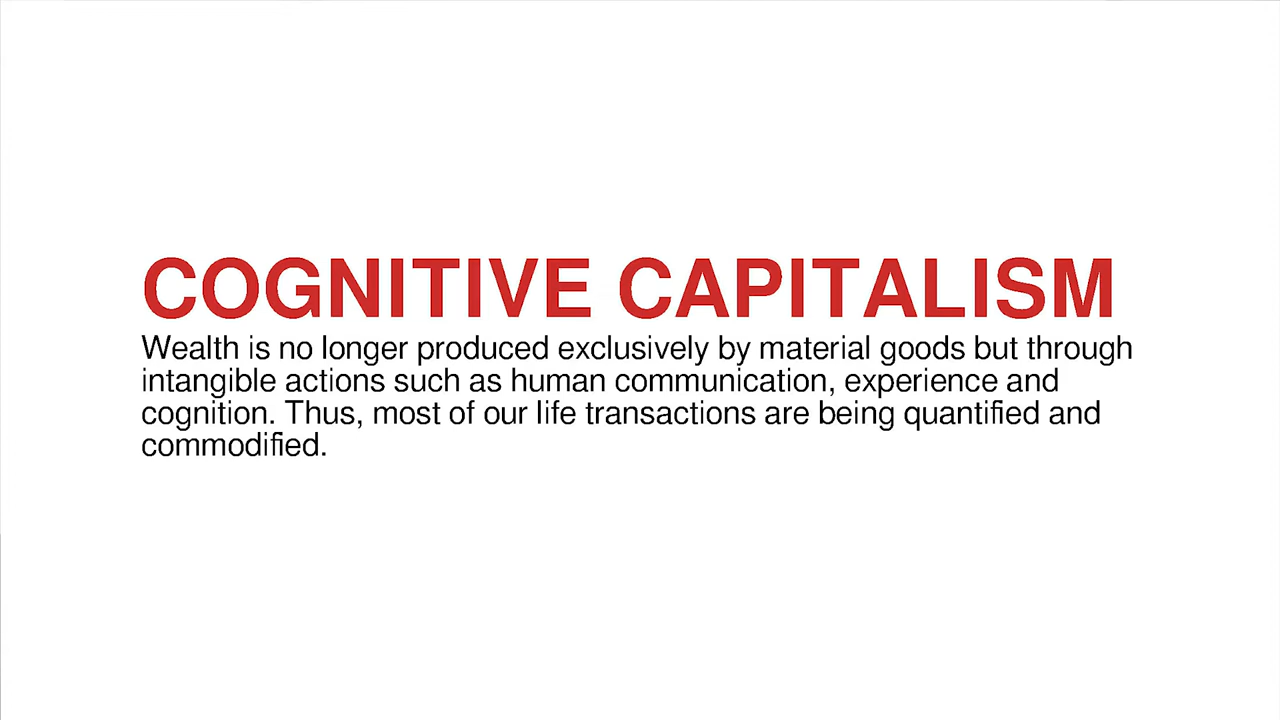 COGNITIVE CAPITALISM
Wealth is no longer produced exclusively by material goods but through
intangible actions such as human communication, experience and
cognition. Thus, most of our life transactions are being quantified and
commodified.